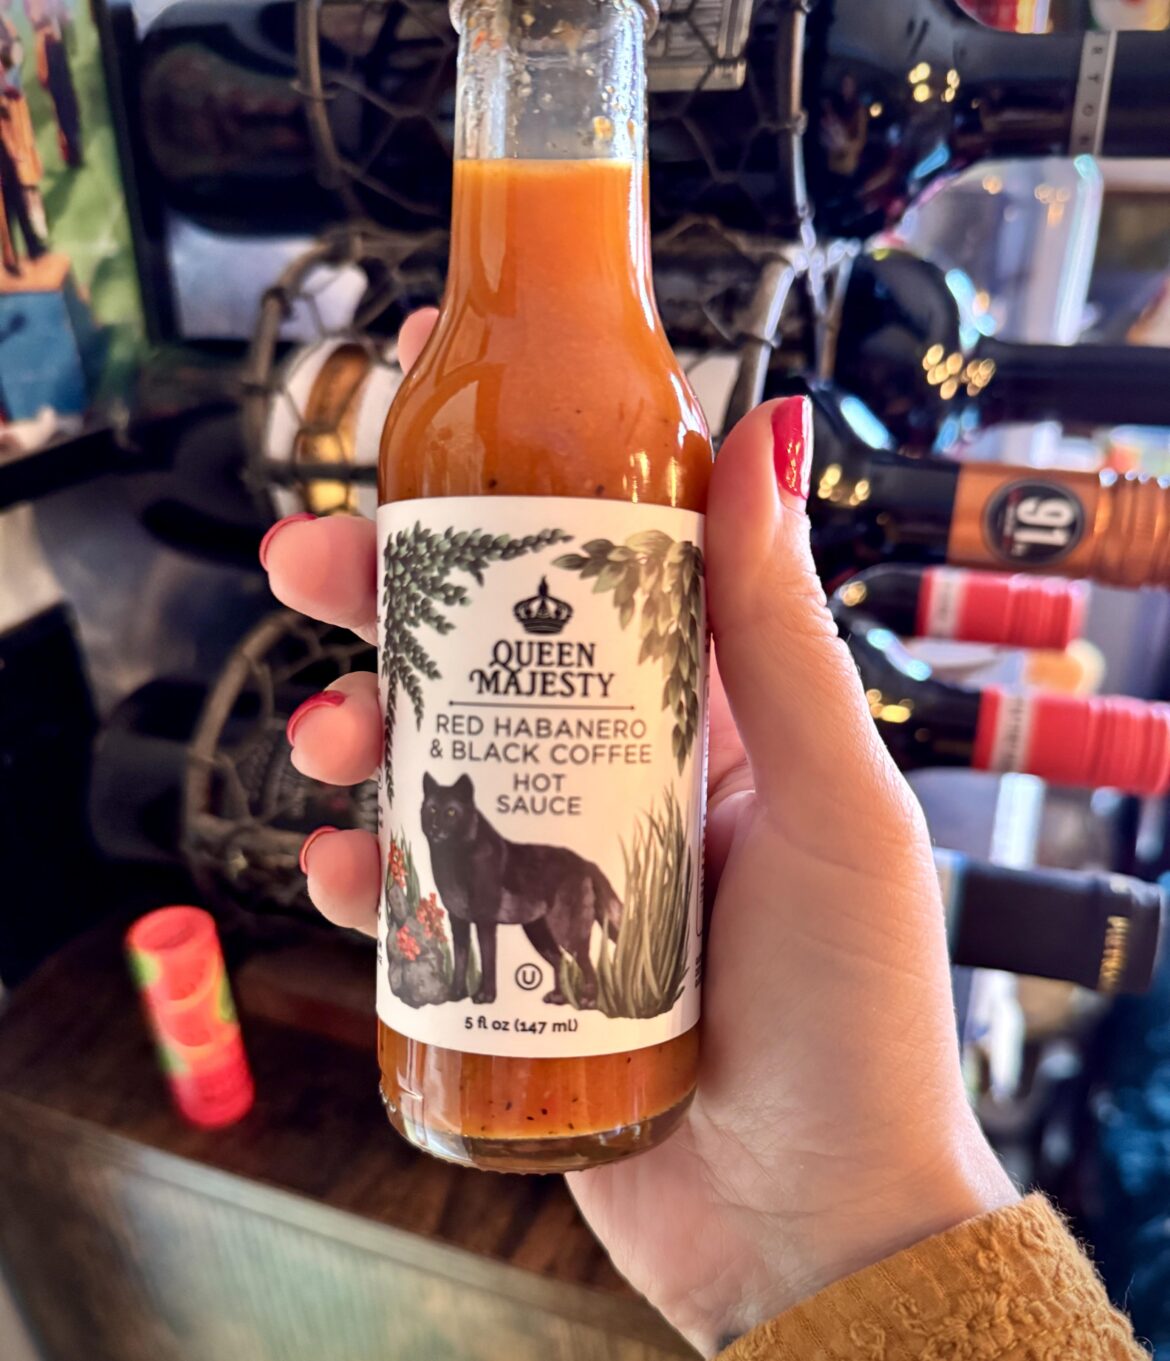 QUEEN
MAJESTY
RED HABANERO
& BLACK COFFEE
HOT
SAUCE
U
5 fl oz (147 ml)
91